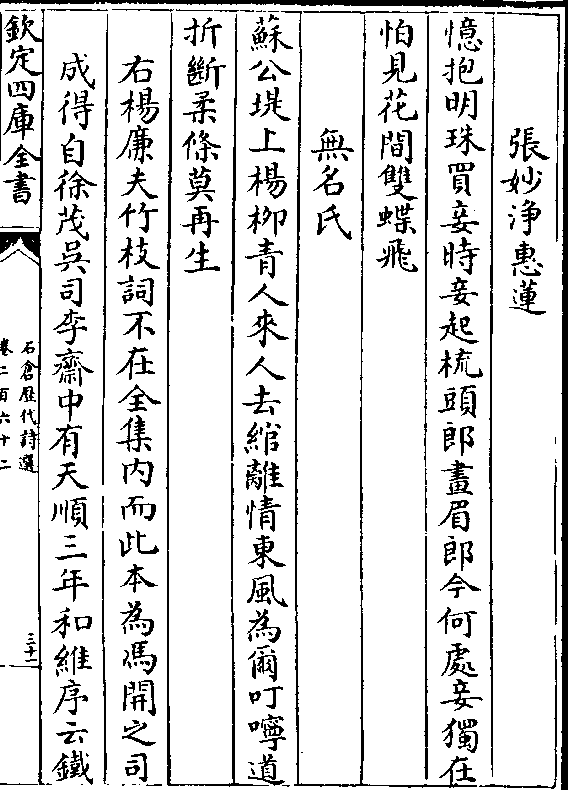 張妙浄惠蓮
憶抱明珠買妾時妾起梳頭郎畫眉郎今何處妾獨在
怕見花間雙蝶飛
無名氏
蘇公堤上楊柳青人來人去綰離情東風為爾叮嚀道
折斷柔條莫再生
右楊廉夫竹枝詞不在全集内而此本為馮開之司
成得自徐茂吳司李齋中有天順三年和維序云鐵
欽定四庫全書
石倉歷代詩選
卷二百六十二
三十一